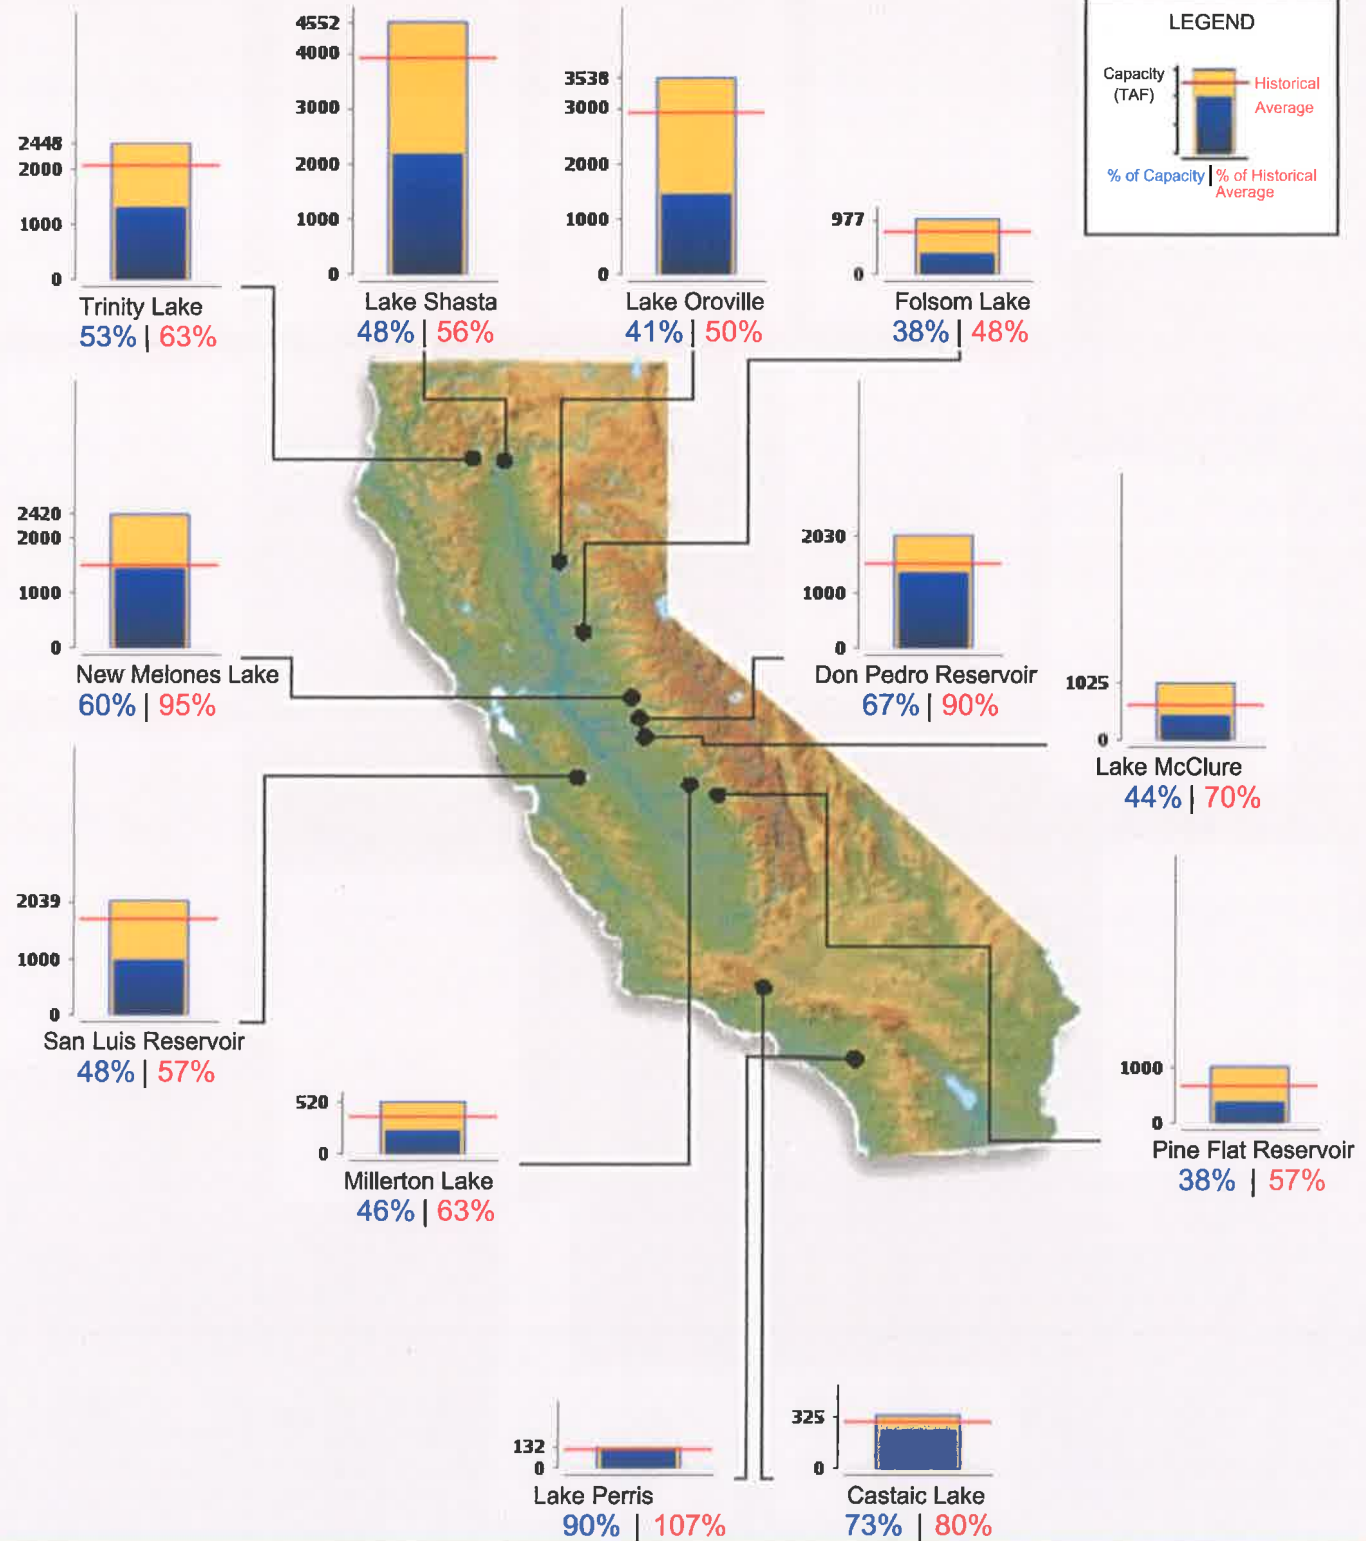 LEGEND
Capacity
(TAF)
Historical
Average
% of Capacity | % of Historical
Average
4552
4000
3000
2000
1000
0
Lake Shasta
48% | 56%
3538
3000
2000
1000
0
Lake Oroville
41% | 50%
2448
2000
1000
0
Trinity Lake
53% | 63%
977
0
Folsom Lake
38% | 48%
2420
2000
1000
0
New Melones Lake
60% | 95%
2030
1000
0
Don Pedro Reservoir
67% | 90%
1025
0
Lake McClure
44% | 70%
2039
1000
0
San Luis Reservoir
48% | 57%
520
0
Millerton Lake
46% | 63%
1000
0
Pine Flat Reservoir
38% | 57%
132
0
Lake Perris
90% | 107%
325
0
Castaic Lake
73% | 80%